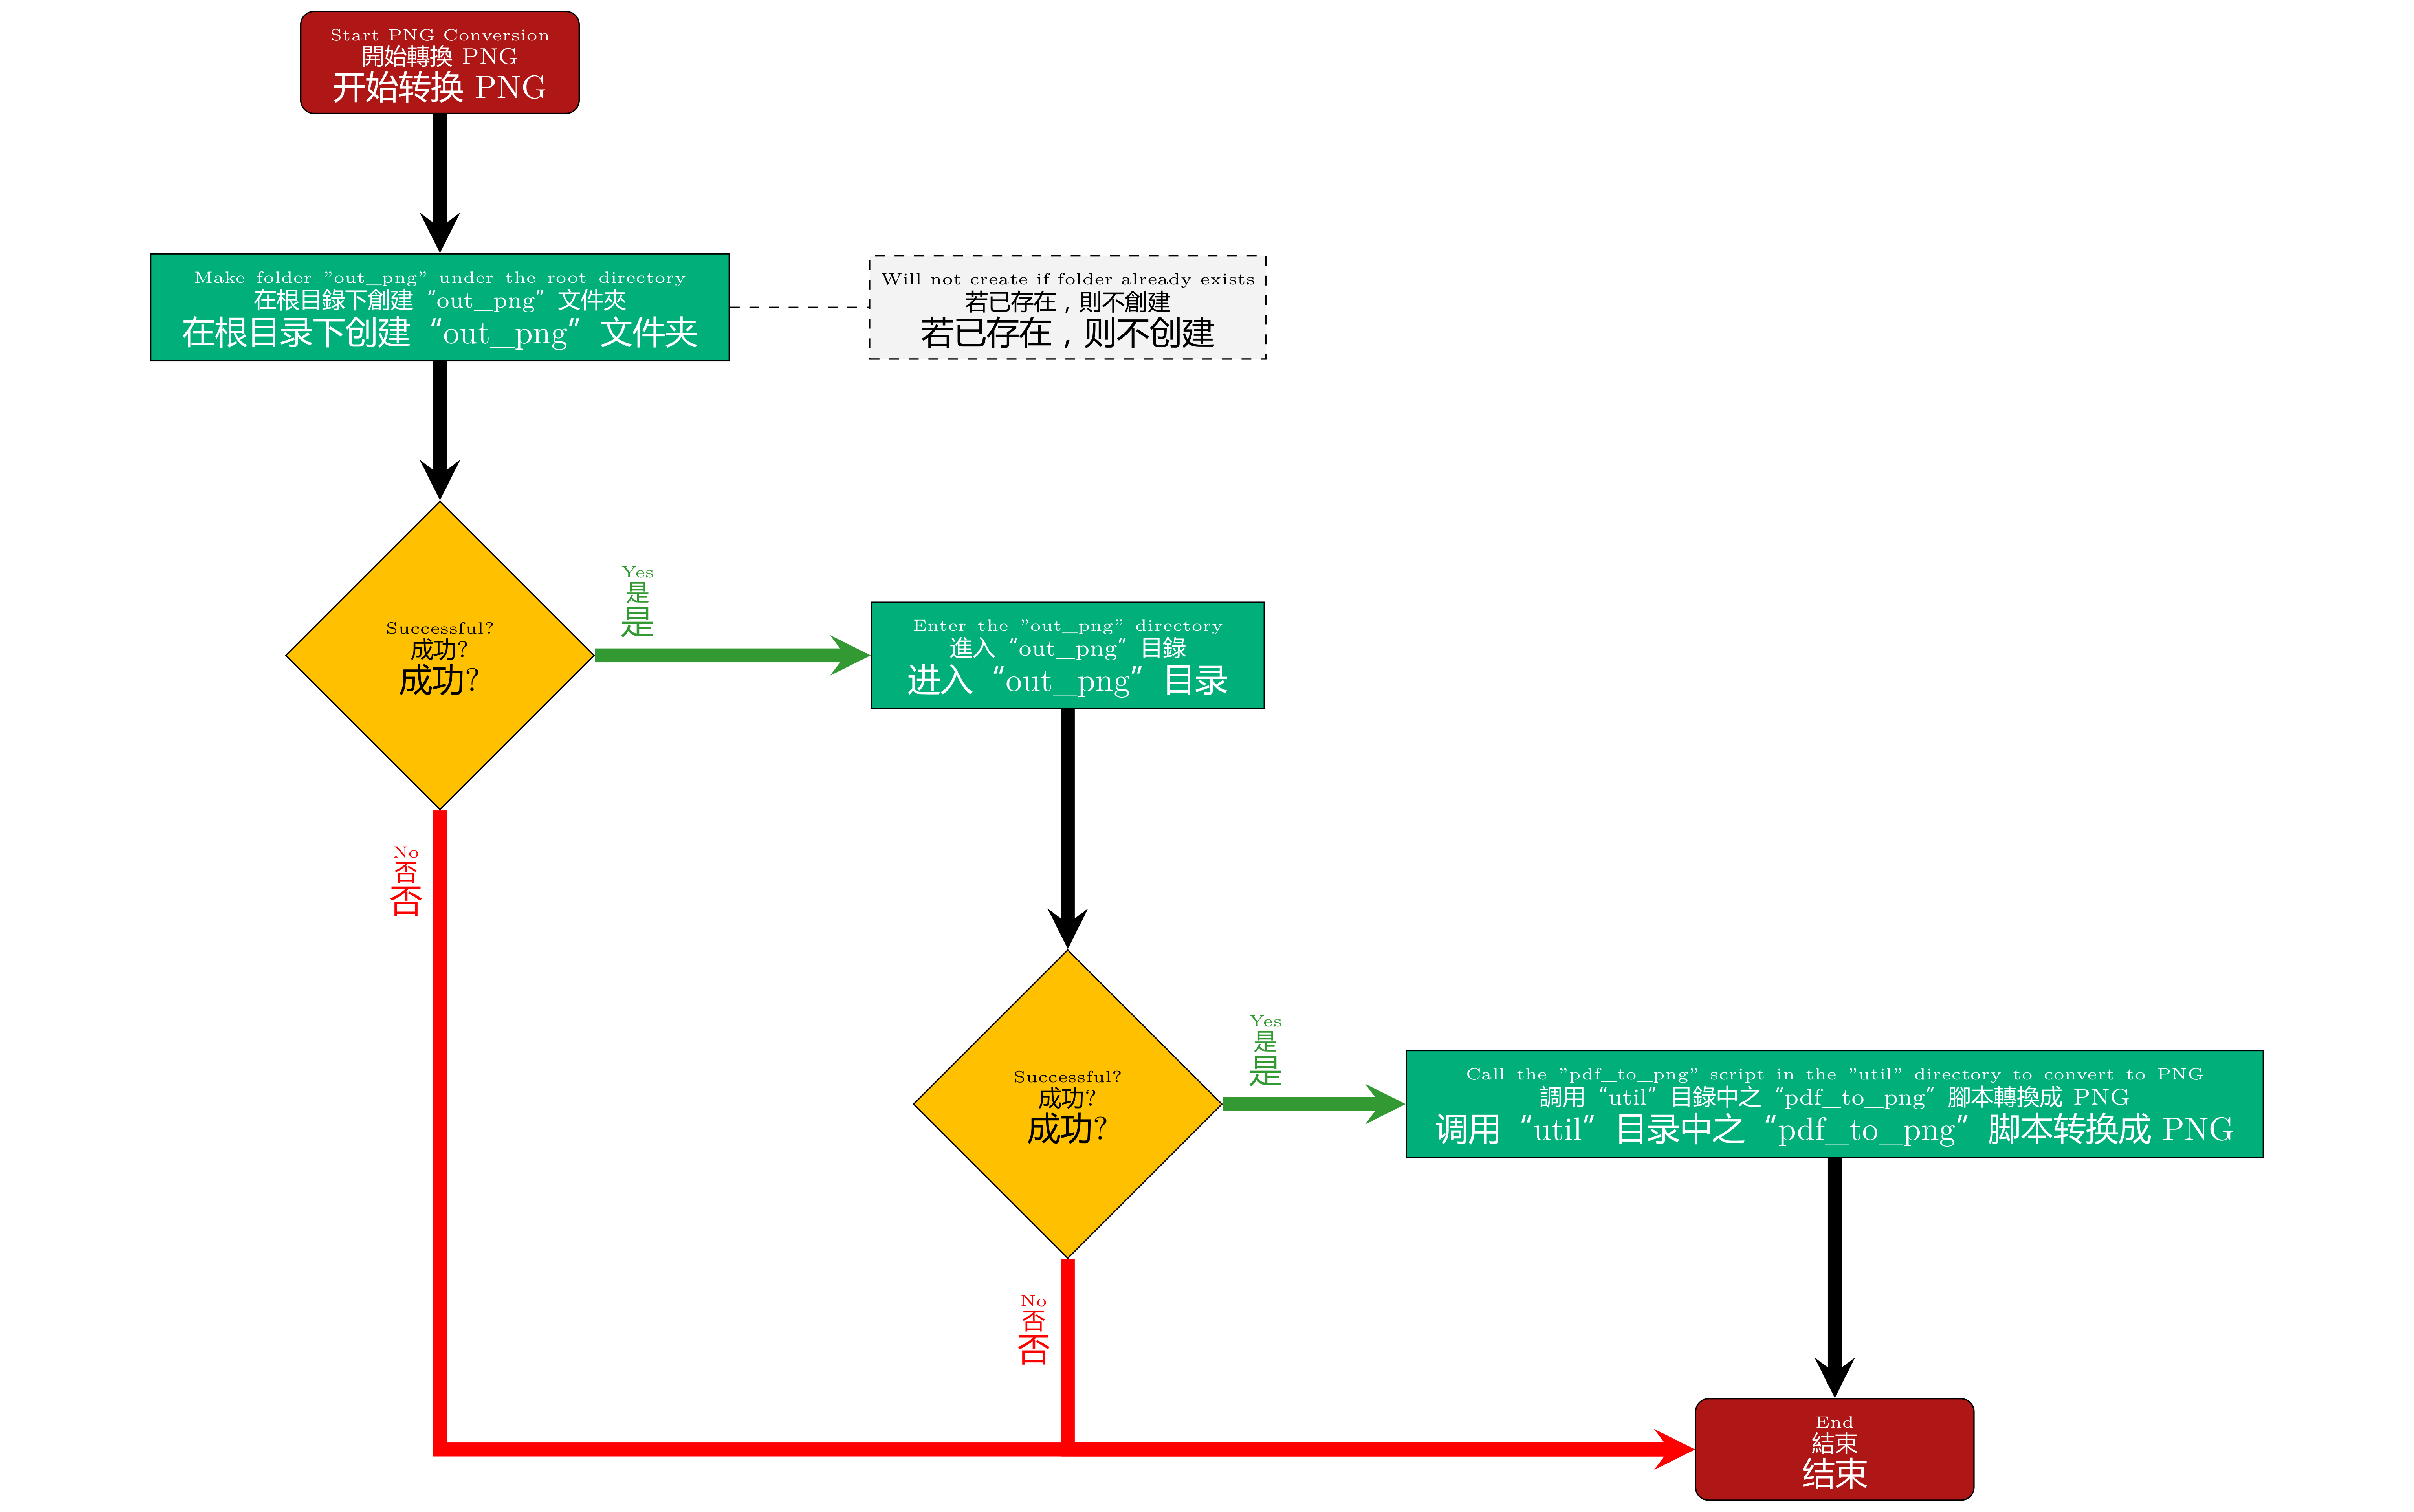 Start PNG Conversion
開始轉換 PNG
开始转换 PNG
Make folder ”out_png” under the root directory
在根目錄下創建“out_png”文件夾
在根目录下创建“out_png”文件夹
Will not create if folder already exists
若已存在，則不創建
若已存在，则不创建
Successful?
成功?
成功?
Yes
是
是
Enter the ”out_png” directory
進入“out_png”目錄
进入“out_png”目录
No
否
否
Successful?
成功?
成功?
Yes
是
是
Call the ”pdf_to_png” script in the ”util” directory to convert to PNG
調用“util”目錄中之“pdf_to_png”腳本轉換成 PNG
调用“util”目录中之“pdf_to_png”脚本转换成 PNG
No
否
否
End
結束
结束